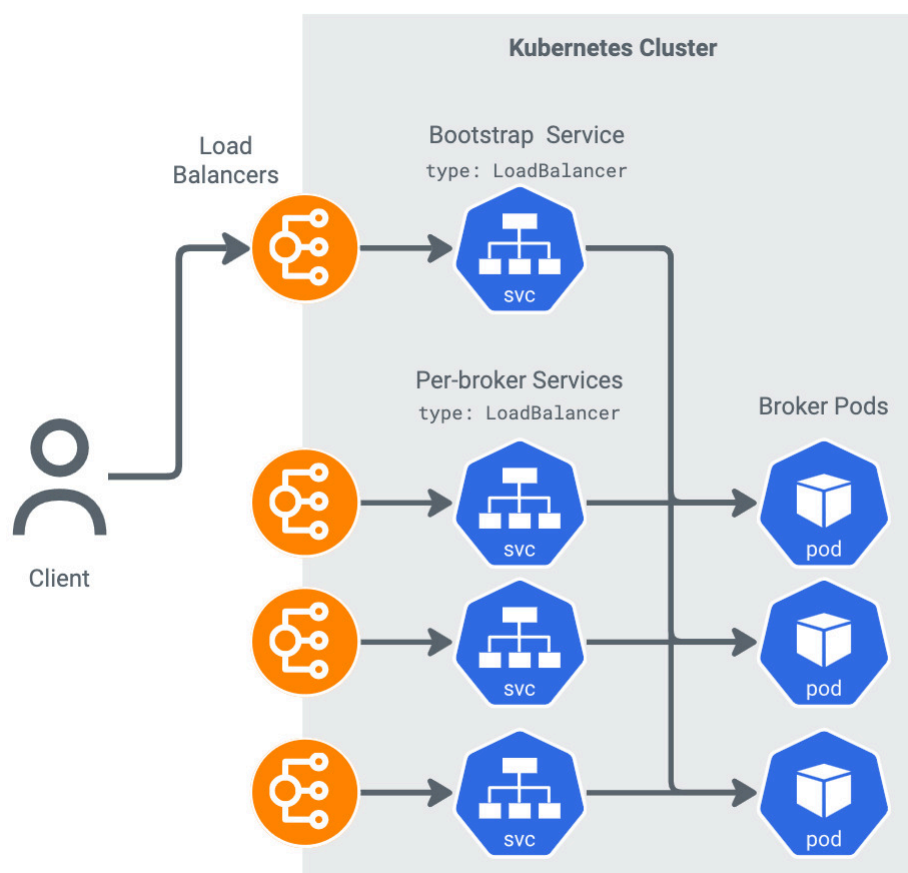 Kubernetes Cluster
Load
Balancers
Bootstrap Service
type: LoadBalancer
svc
Per-broker Services
type: LoadBalancer
Broker Pods
svc
pod
Client
svc
pod
svc
pod